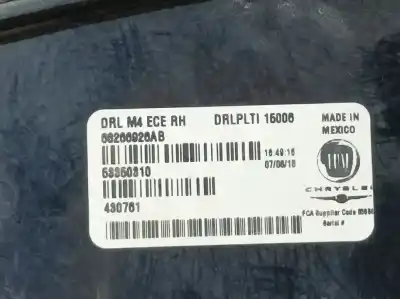 DRL M4 ECE RH DRLPLTI 15006
68266926AB
16:49:16
07/06/18
53350310
430761
MADE IN
MEXICO
CHRYSLER
FCA Supplier Code
Serial #